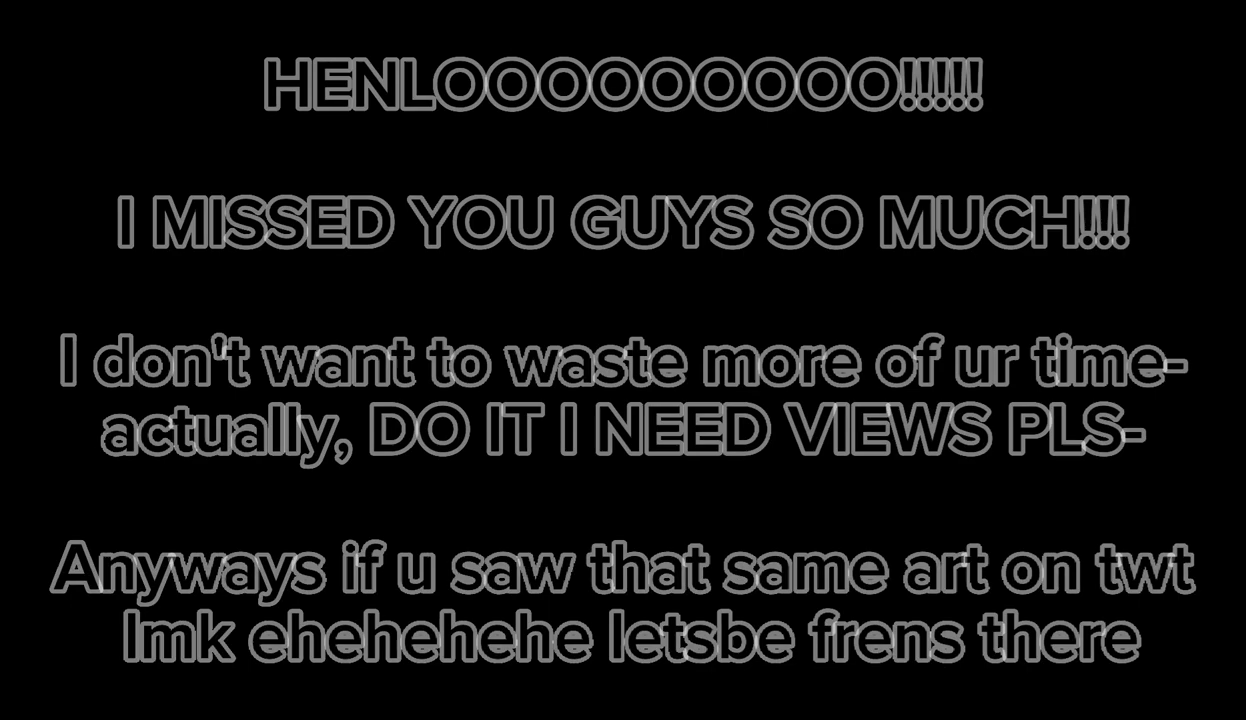 HENLOOOOOOOOO!!!!!
I MISSED YOU GUYS SO MUCH!!!
I don't want to waste more of ur time-
actually, DO IT I NEED VIEWS PLS-
Anyways if u saw that same art on twt
lmk ehehehehe letsbe frens there